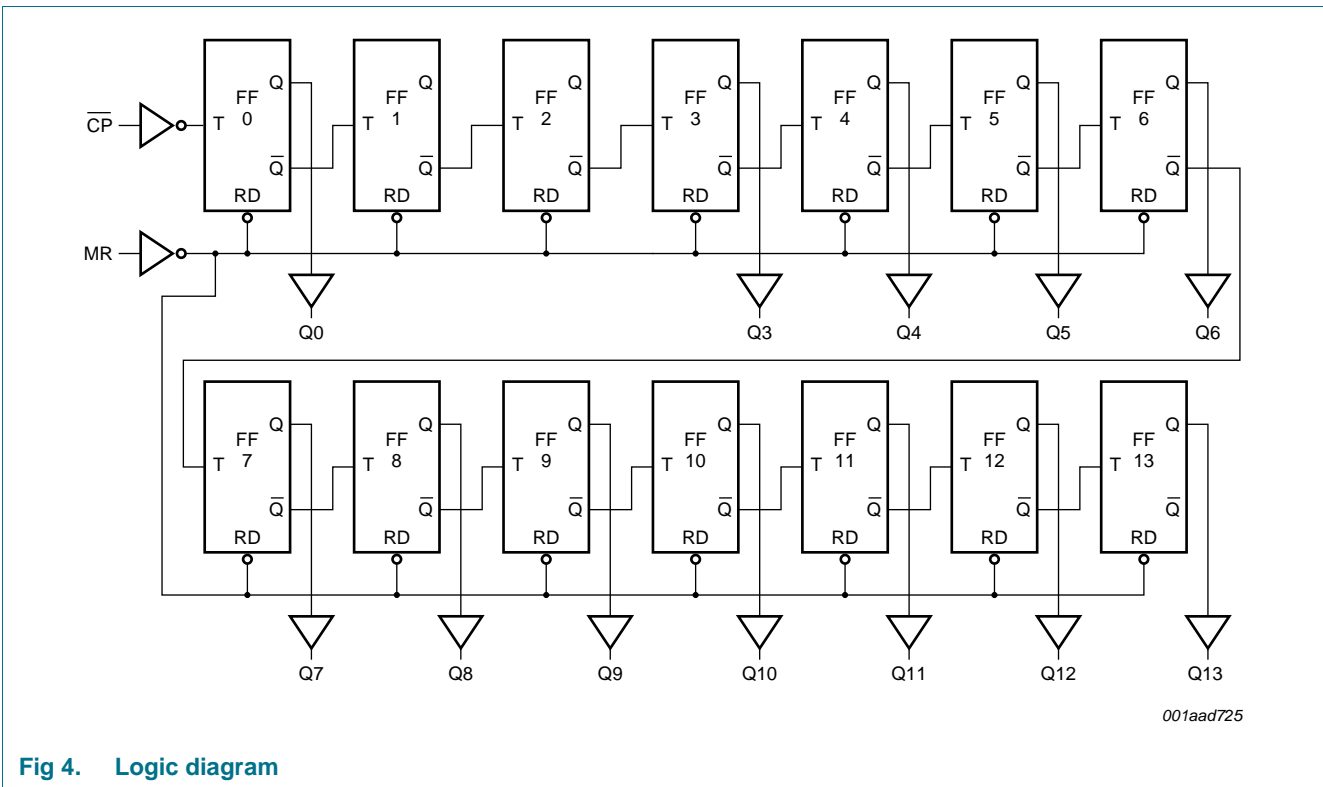 Q Q Q Q Q Q Q
FF FF FF FF FF FF FF
C̅P̅ T 0 T 1 T 2 T 3 T 4 T 5 T 6
Q̅ Q̅ Q̅ Q̅ Q̅ Q̅ Q̅
RD RD RD RD RD RD RD
MR
Q0 Q3 Q4 Q5 Q6
Q Q Q Q Q Q Q
FF FF FF FF FF FF FF
T 7 T 8 T 9 T 10 T 11 T 12 T 13
Q̅ Q̅ Q̅ Q̅ Q̅ Q̅ Q̅
RD RD RD RD RD RD RD
Q7 Q8 Q9 Q10 Q11 Q12 Q13
001aad725
Fig 4. Logic diagram